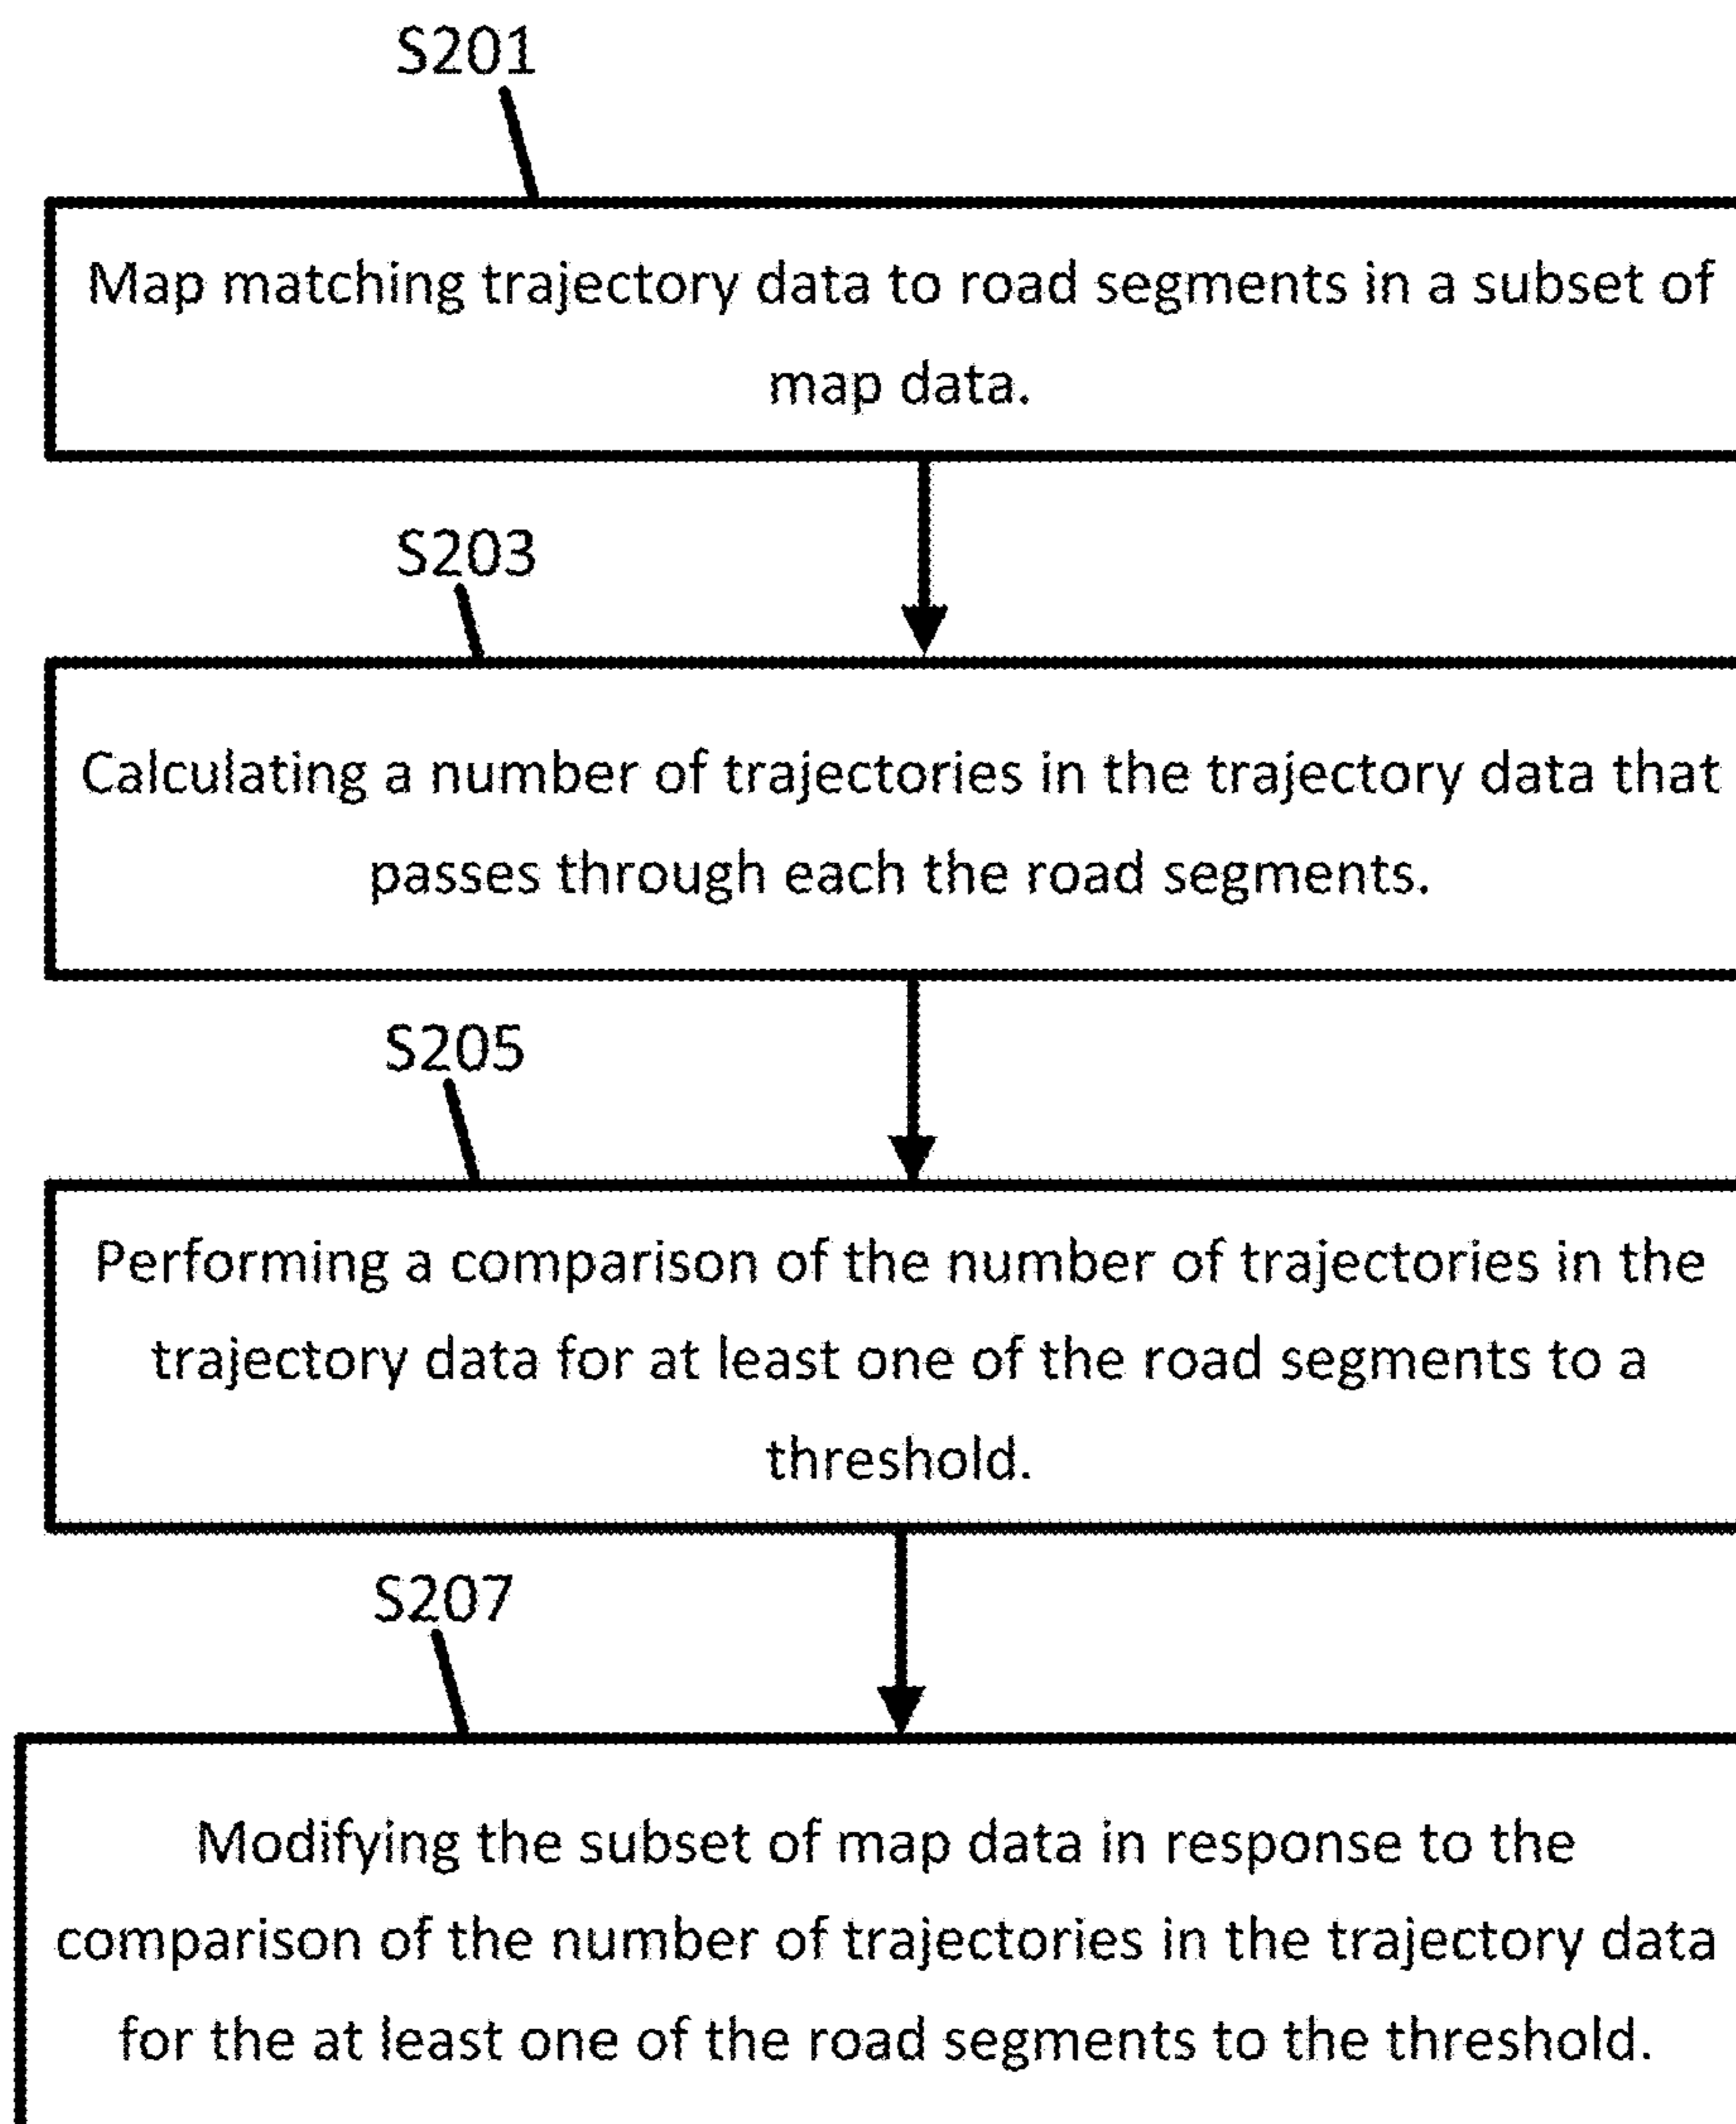 S201
Map matching trajectory data to road segments in a subset of
map data.
S203
Calculating a number of trajectories in the trajectory data that
passes through each the road segments.
S205
Performing a comparison of the number of trajectories in the
trajectory data for at least one of the road segments to a
threshold.
S207
Modifying the subset of map data in response to the
comparison of the number of trajectories in the trajectory data
for the at least one of the road segments to the threshold.